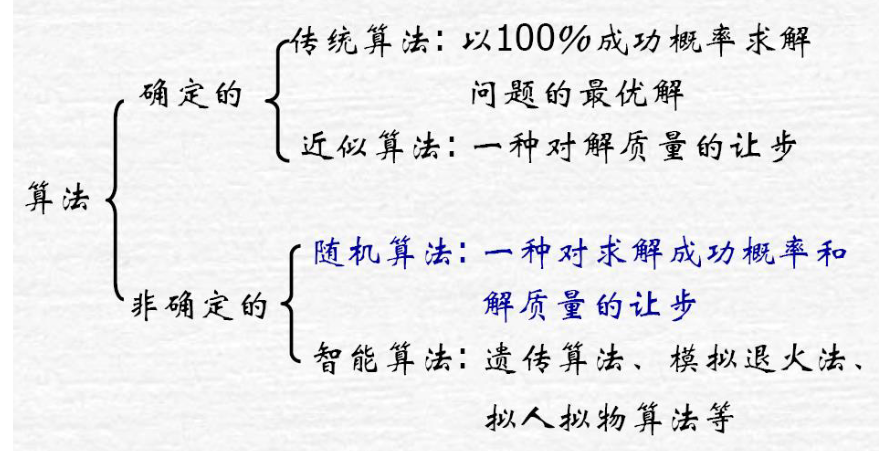 传统算法：以100%成功概率求解
问题的最优解
确定的
近似算法：一种对解质量的让步
算法
随机算法：一种对求解成功概率和
解质量的让步
非确定的
智能算法：遗传算法、模拟退火法、
拟人拟物算法等